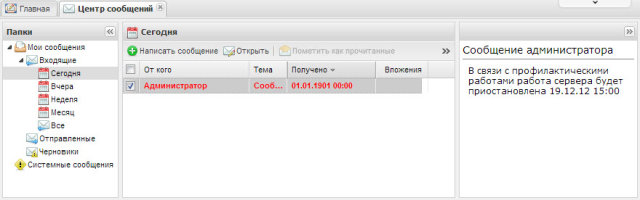 Главная
Центр сообщений
Папки
Мои сообщения
Входящие
Сегодня
Вчера
Неделя
Месяц
Все
Отправленные
Черновики
Системные сообщения
Сегодня
Написать сообщение Открыть Пометить как прочитанные
От кого Тема Получено Вложения
Администратор Сооб... 01.01.1901 00:00
Сообщение администратора
В связи с профилактическими
работами работа сервера будет
приостановлена 19.12.12 15:00